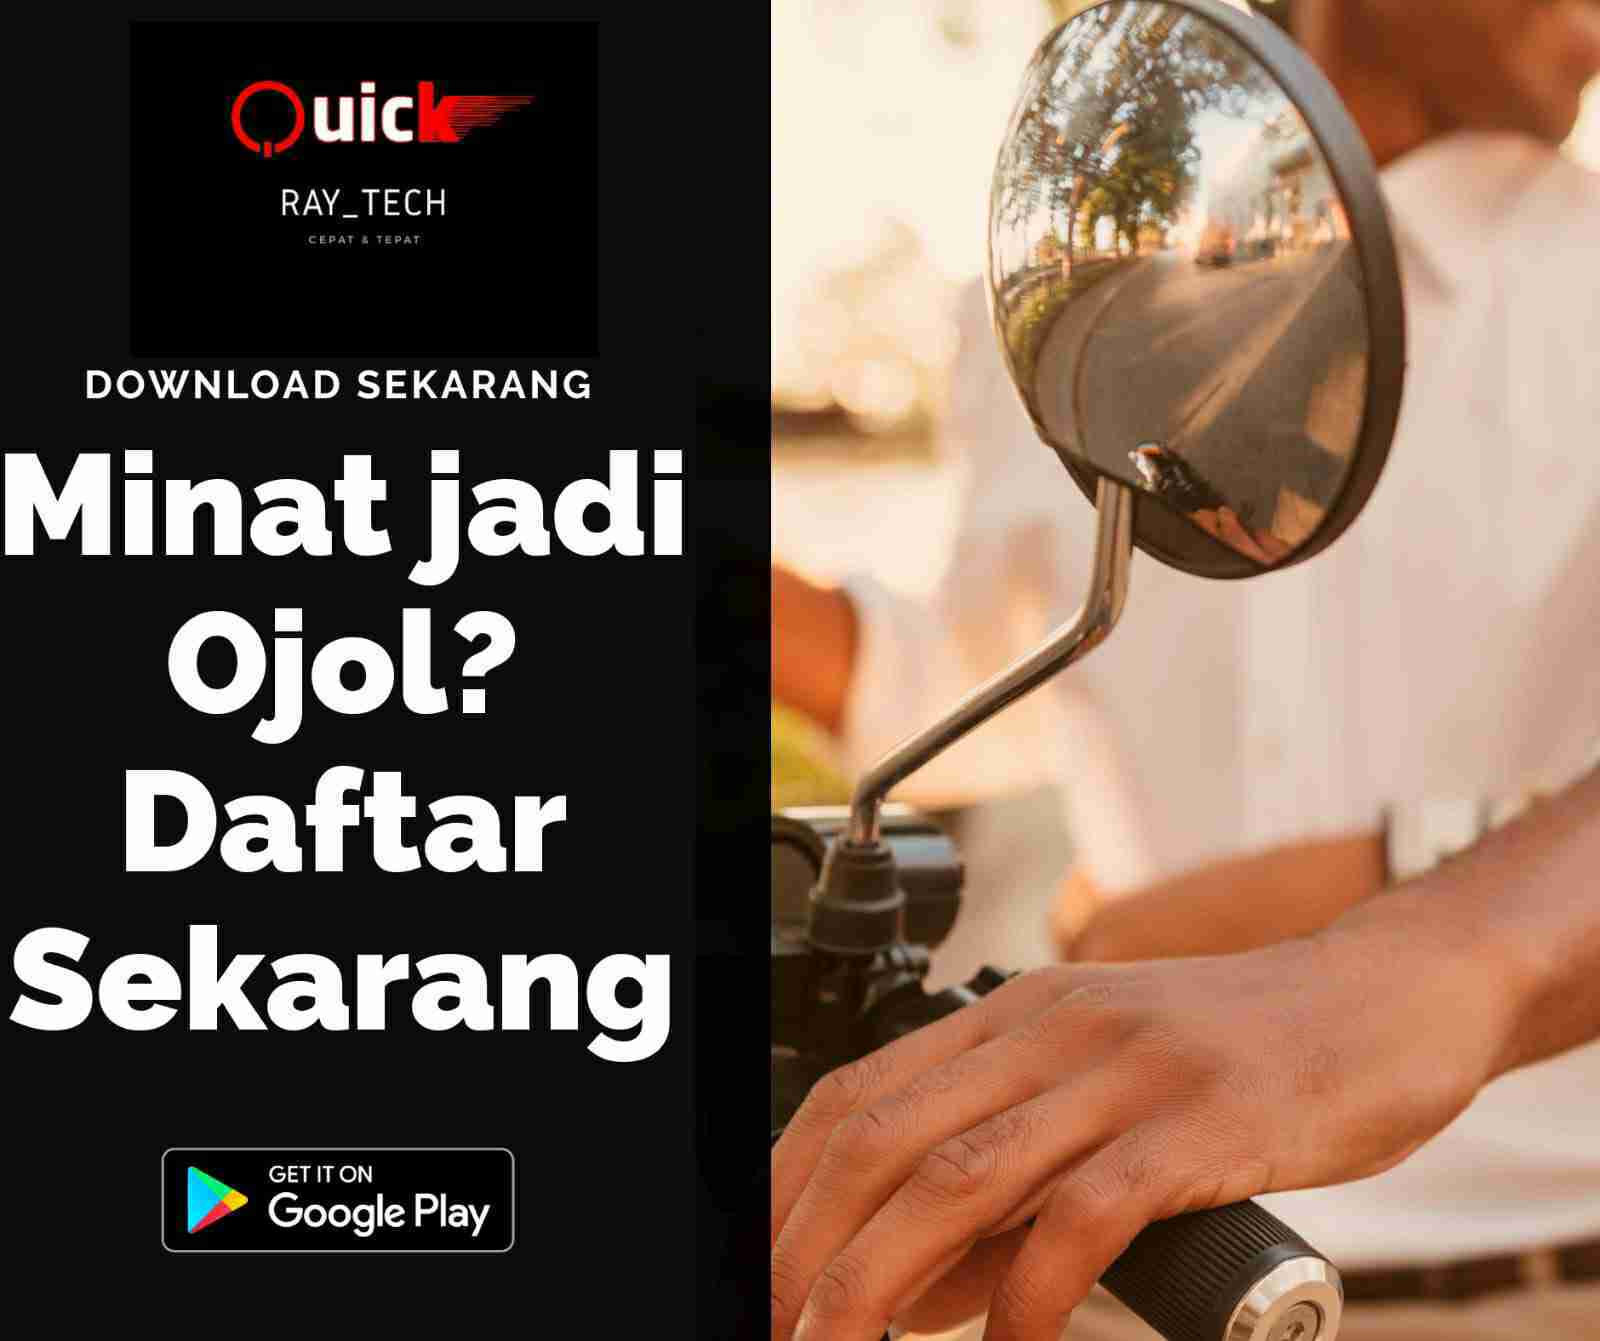 Quick
RAY_TECH
CEPAT & TEPAT
DOWNLOAD SEKARANG
Minat jadi
Ojol?
Daftar
Sekarang
GET IT ON
Google Play